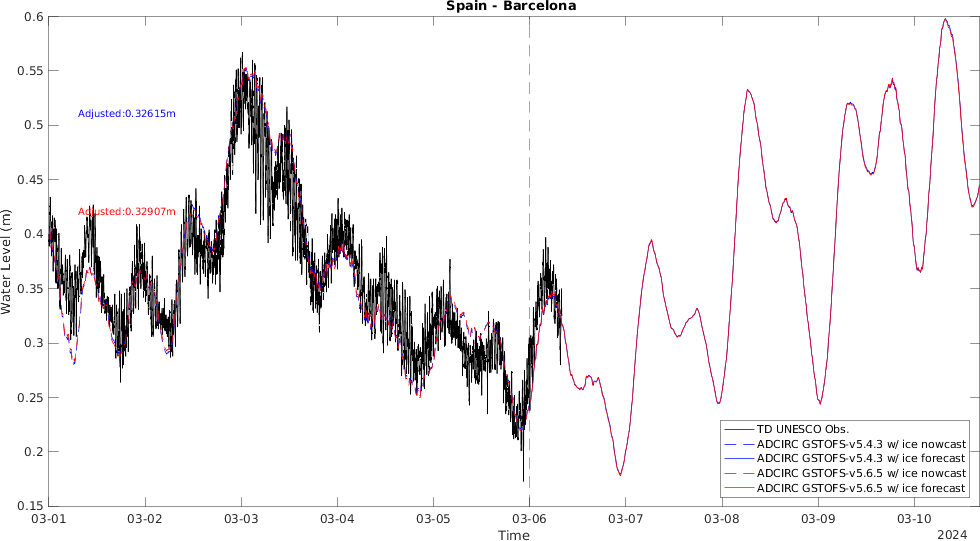 Spain - Barcelona
0.6
0.55
0.5
0.45
0.4
0.35
0.3
0.25
0.2
0.15
Water Level (m)
Adjusted:0.32615m
Adjusted:0.32907m
TD UNESCO Obs.
ADCIRC GSTOFS-v5.4.3 w/ ice nowcast
ADCIRC GSTOFS-v5.4.3 w/ ice forecast
ADCIRC GSTOFS-v5.6.5 w/ ice nowcast
ADCIRC GSTOFS-v5.6.5 w/ ice forecast
03-01 03-02 03-03 03-04 03-05 03-06 03-07 03-08 03-09 03-10
Time
2024